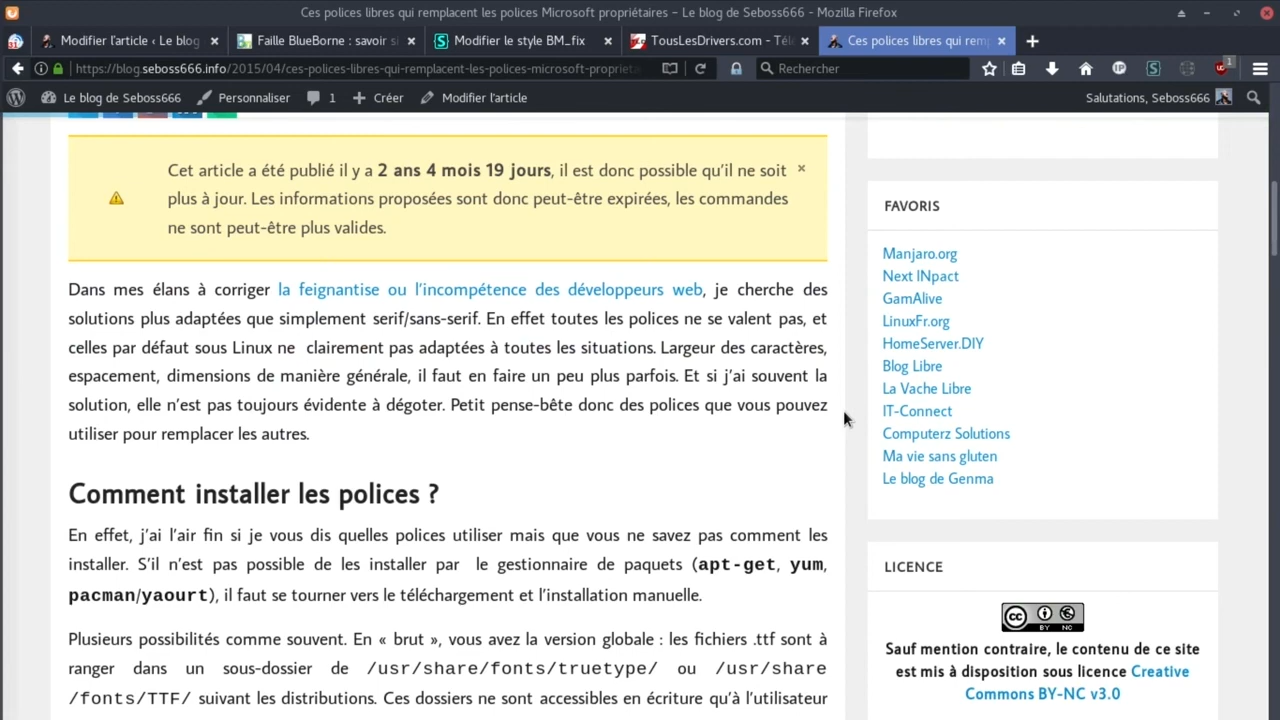 Ces polices libres qui remplacent les polices Microsoft propriétaires – Le blog de Seboss666 - Mozilla Firefox
31
Modifier l'article ‹ Le blog
Faille BlueBorne : savoir si
Modifier le style BM_fix
TousLesDrivers.com - Télé
Ces polices libres qui remp
https://blog.seboss666.info/2015/04/ces-polices-libres-qui-remplacent-les-polices-microsoft-proprieta
Rechercher
1
Le blog de Seboss666
Personnaliser
1
Créer
Modifier l'article
Salutations, Seboss666
Cet article a été publié il y a 2 ans 4 mois 19 jours, il est donc possible qu'il ne soit
plus à jour. Les informations proposées sont donc peut-être expirées, les commandes
ne sont peut-être plus valides.
Dans mes élans à corriger la feignantise ou l'incompétence des développeurs web, je cherche des
solutions plus adaptées que simplement serif/sans-serif. En effet toutes les polices ne se valent pas, et
celles par défaut sous Linux ne clairement pas adaptées à toutes les situations. Largeur des caractères,
espacement, dimensions de manière générale, il faut en faire un peu plus parfois. Et si j'ai souvent la
solution, elle n'est pas toujours évidente à dégoter. Petit pense-bête donc des polices que vous pouvez
utiliser pour remplacer les autres.
Comment installer les polices ?
En effet, j'ai l'air fin si je vous dis quelles polices utiliser mais que vous ne savez pas comment les
installer. S'il n'est pas possible de les installer par le gestionnaire de paquets (apt-get, yum,
pacman/yaourt), il faut se tourner vers le téléchargement et l'installation manuelle.
Plusieurs possibilités comme souvent. En « brut », vous avez la version globale : les fichiers .ttf sont à
ranger dans un sous-dossier de /usr/share/fonts/truetype/ ou /usr/share
/fonts/TTF/ suivant les distributions. Ces dossiers ne sont accessibles en écriture qu'à l'utilisateur
FAVORIS
Manjaro.org
Next INpact
GamAlive
LinuxFr.org
HomeServer.DIY
Blog Libre
La Vache Libre
IT-Connect
Computerz Solutions
Ma vie sans gluten
Le blog de Genma
LICENCE
cc
BY NC
Sauf mention contraire, le contenu de ce site
est mis à disposition sous licence Creative
Commons BY-NC v3.0